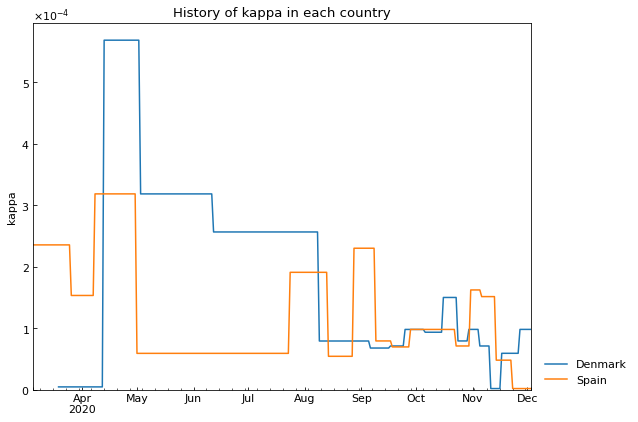 History of kappa in each country
×10⁻⁴
5
4
3
2
1
0
kappa
Apr May Jun Jul Aug Sep Oct Nov Dec
2020
Denmark
Spain